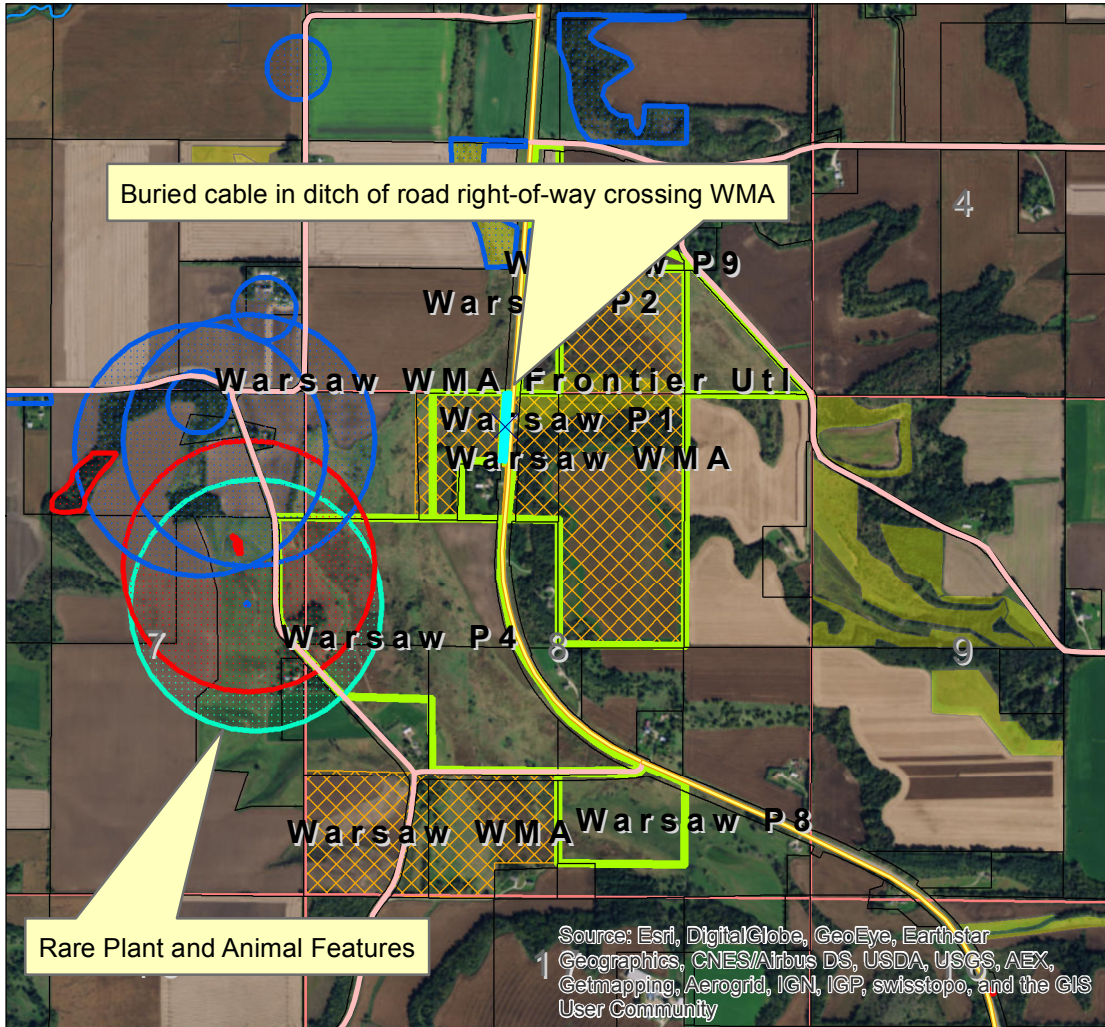 4
Buried cable in ditch of road right-of-way crossing WMA
P9
Warsaw P2
Warsaw WMA Frontier Utl
Warsaw P1
Warsaw WMA
7
Warsaw P4
8
9
Warsaw WMA
Warsaw P8
Rare Plant and Animal Features
Source: Esri, DigitalGlobe, GeoEye, Earthstar
Geographics, CNES/Airbus DS, USDA, USGS, AEX,
Getmapping, Aerogrid, IGN, IGP, swisstopo, and the GIS
User Community